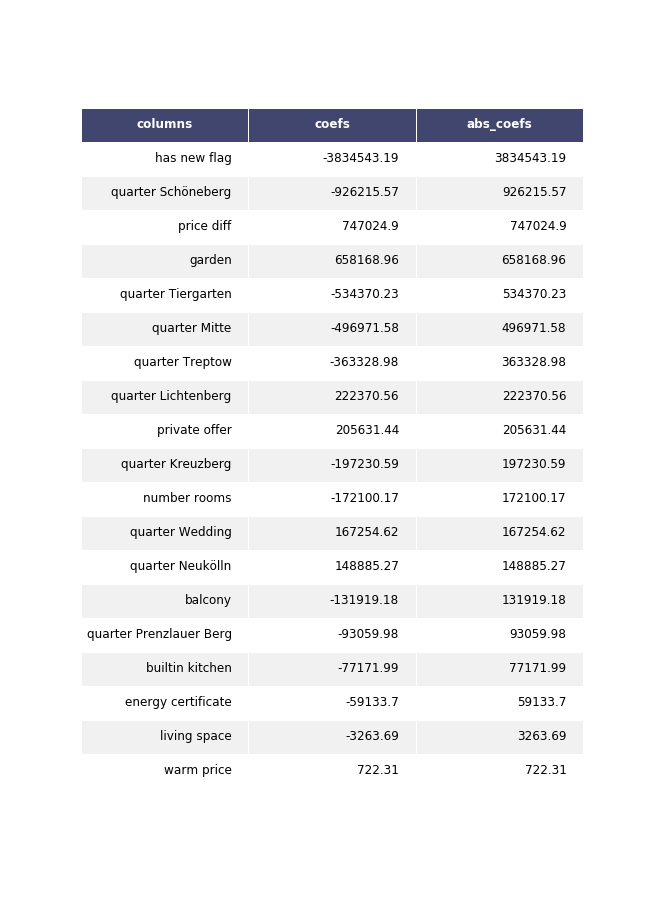 columns coefs abs_coefs
has new flag -3834543.19 3834543.19
quarter Schöneberg -926215.57 926215.57
price diff 747024.9 747024.9
garden 658168.96 658168.96
quarter Tiergarten -534370.23 534370.23
quarter Mitte -496971.58 496971.58
quarter Treptow -363328.98 363328.98
quarter Lichtenberg 222370.56 222370.56
private offer 205631.44 205631.44
quarter Kreuzberg -197230.59 197230.59
number rooms -172100.17 172100.17
quarter Wedding 167254.62 167254.62
quarter Neukölln 148885.27 148885.27
balcony -131919.18 131919.18
quarter Prenzlauer Berg -93059.98 93059.98
builtin kitchen -77171.99 77171.99
energy certificate -59133.7 59133.7
living space -3263.69 3263.69
warm price 722.31 722.31